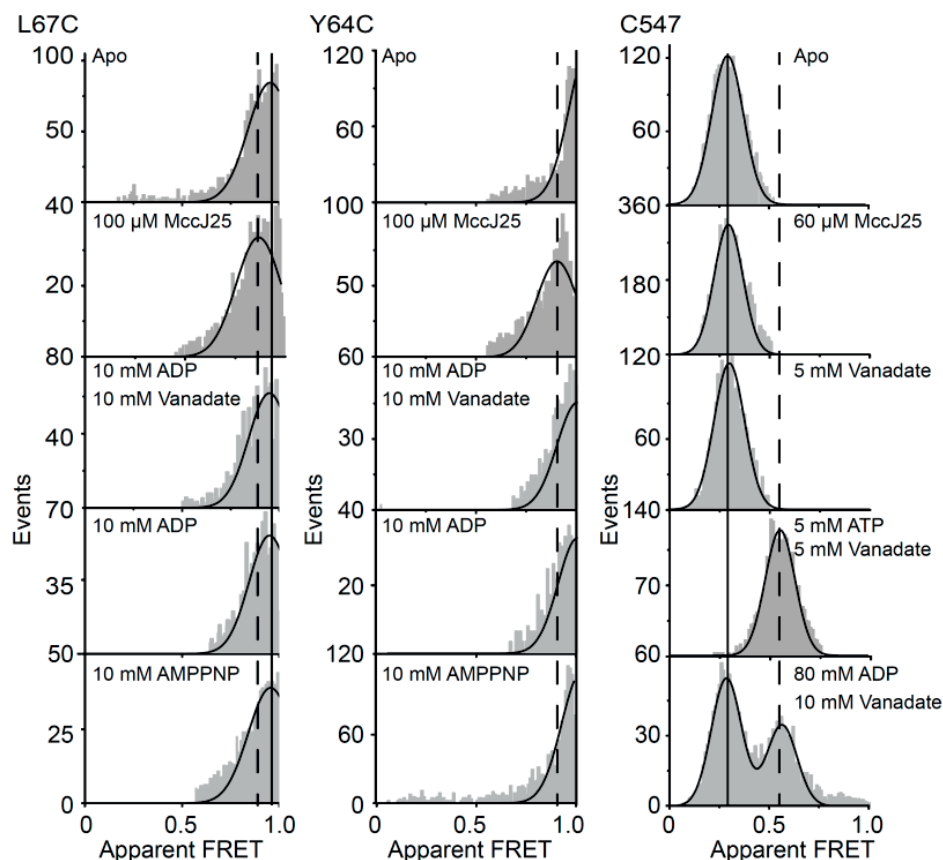 L67C
Y64C
C547
100
50
40
Apo
120
60
100
Apo
120
60
360
Apo
100 µM MccJ25
20
80
100 µM MccJ25
50
60
60 µM MccJ25
180
120
10 mM ADP
10 mM Vanadate
40
70
10 mM ADP
10 mM Vanadate
30
40
5 mM Vanadate
60
140
10 mM ADP
35
50
10 mM ADP
20
120
5 mM ATP
5 mM Vanadate
70
60
10 mM AMPPNP
25
0
10 mM AMPPNP
60
0
80 mM ADP
10 mM Vanadate
30
0
Events
Events
Events
0 0.5 1.0
0 0.5 1.0
0 0.5 1.0
Apparent FRET
Apparent FRET
Apparent FRET